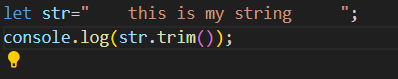 let str="    this is my string     ";
console.log(str.trim());